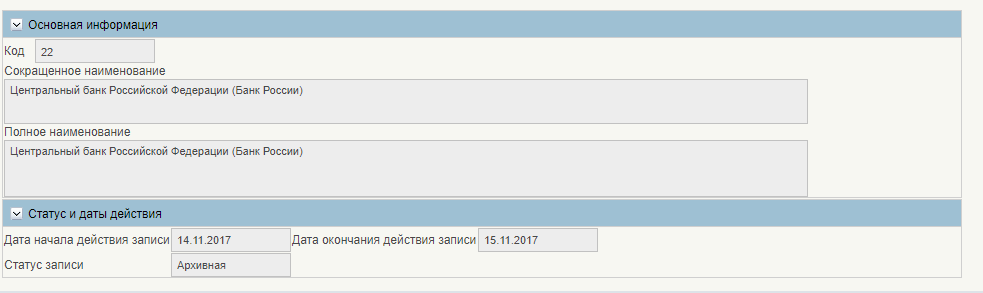 Основная информация
Код 22
Сокращенное наименование
Центральный банк Российской Федерации (Банк России)
Полное наименование
Центральный банк Российской Федерации (Банк России)
Статус и даты действия
Дата начала действия записи 14.11.2017 Дата окончания действия записи 15.11.2017
Статус записи Архивная